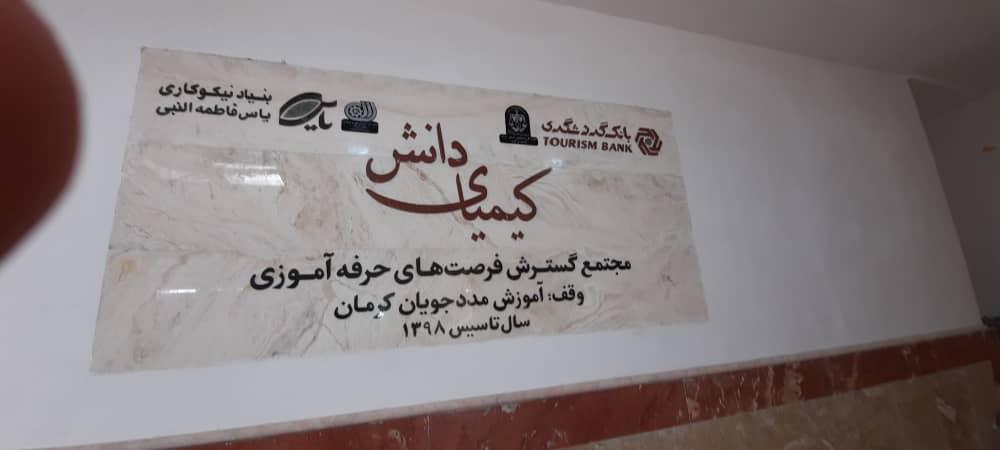 بانک گردشگری
TOURISM BANK
بنیاد نیکوکاری
یاس فاطمه النبی
کیمیای دانش
مجتمع گسترش فرصت‌های حرفه آموزی
وقف: آموزش مددجویان کرمان
سال تاسیس ۱۳۹۸